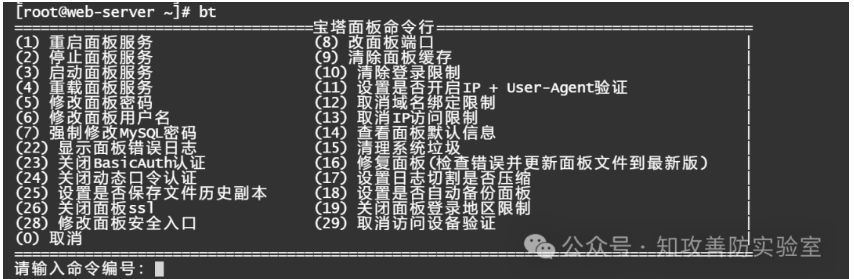 [root@web-server ~]# bt
===============================宝塔面板命令行==================================
(1) 重启面板服务 (8) 改面板端口 |
(2) 停止面板服务 (9) 清除面板缓存 |
(3) 启动面板服务 (10) 清除登录限制 |
(4) 重载面板服务 (11) 设置是否开启IP + User-Agent验证 |
(5) 修改面板密码 (12) 取消域名绑定限制 |
(6) 修改面板用户名 (13) 取消IP访问限制 |
(7) 强制修改MySQL密码 (14) 查看面板默认信息 |
(22) 显示面板错误日志 (15) 清理系统垃圾 |
(23) 关闭BasicAuth认证 (16) 修复面板(检查错误并更新面板文件到最新版) |
(24) 关闭动态口令认证 (17) 设置日志切割是否压缩 |
(25) 设置是否保存文件历史副本 (18) 设置是否自动备份面板 |
(26) 关闭面板ssl (19) 关闭面板登录地区限制 |
(28) 修改面板安全入口 (29) 取消访问设备验证 |
(0) 取消 |
===============================================================================
请输入命令编号：
公众号·知攻善防实验室